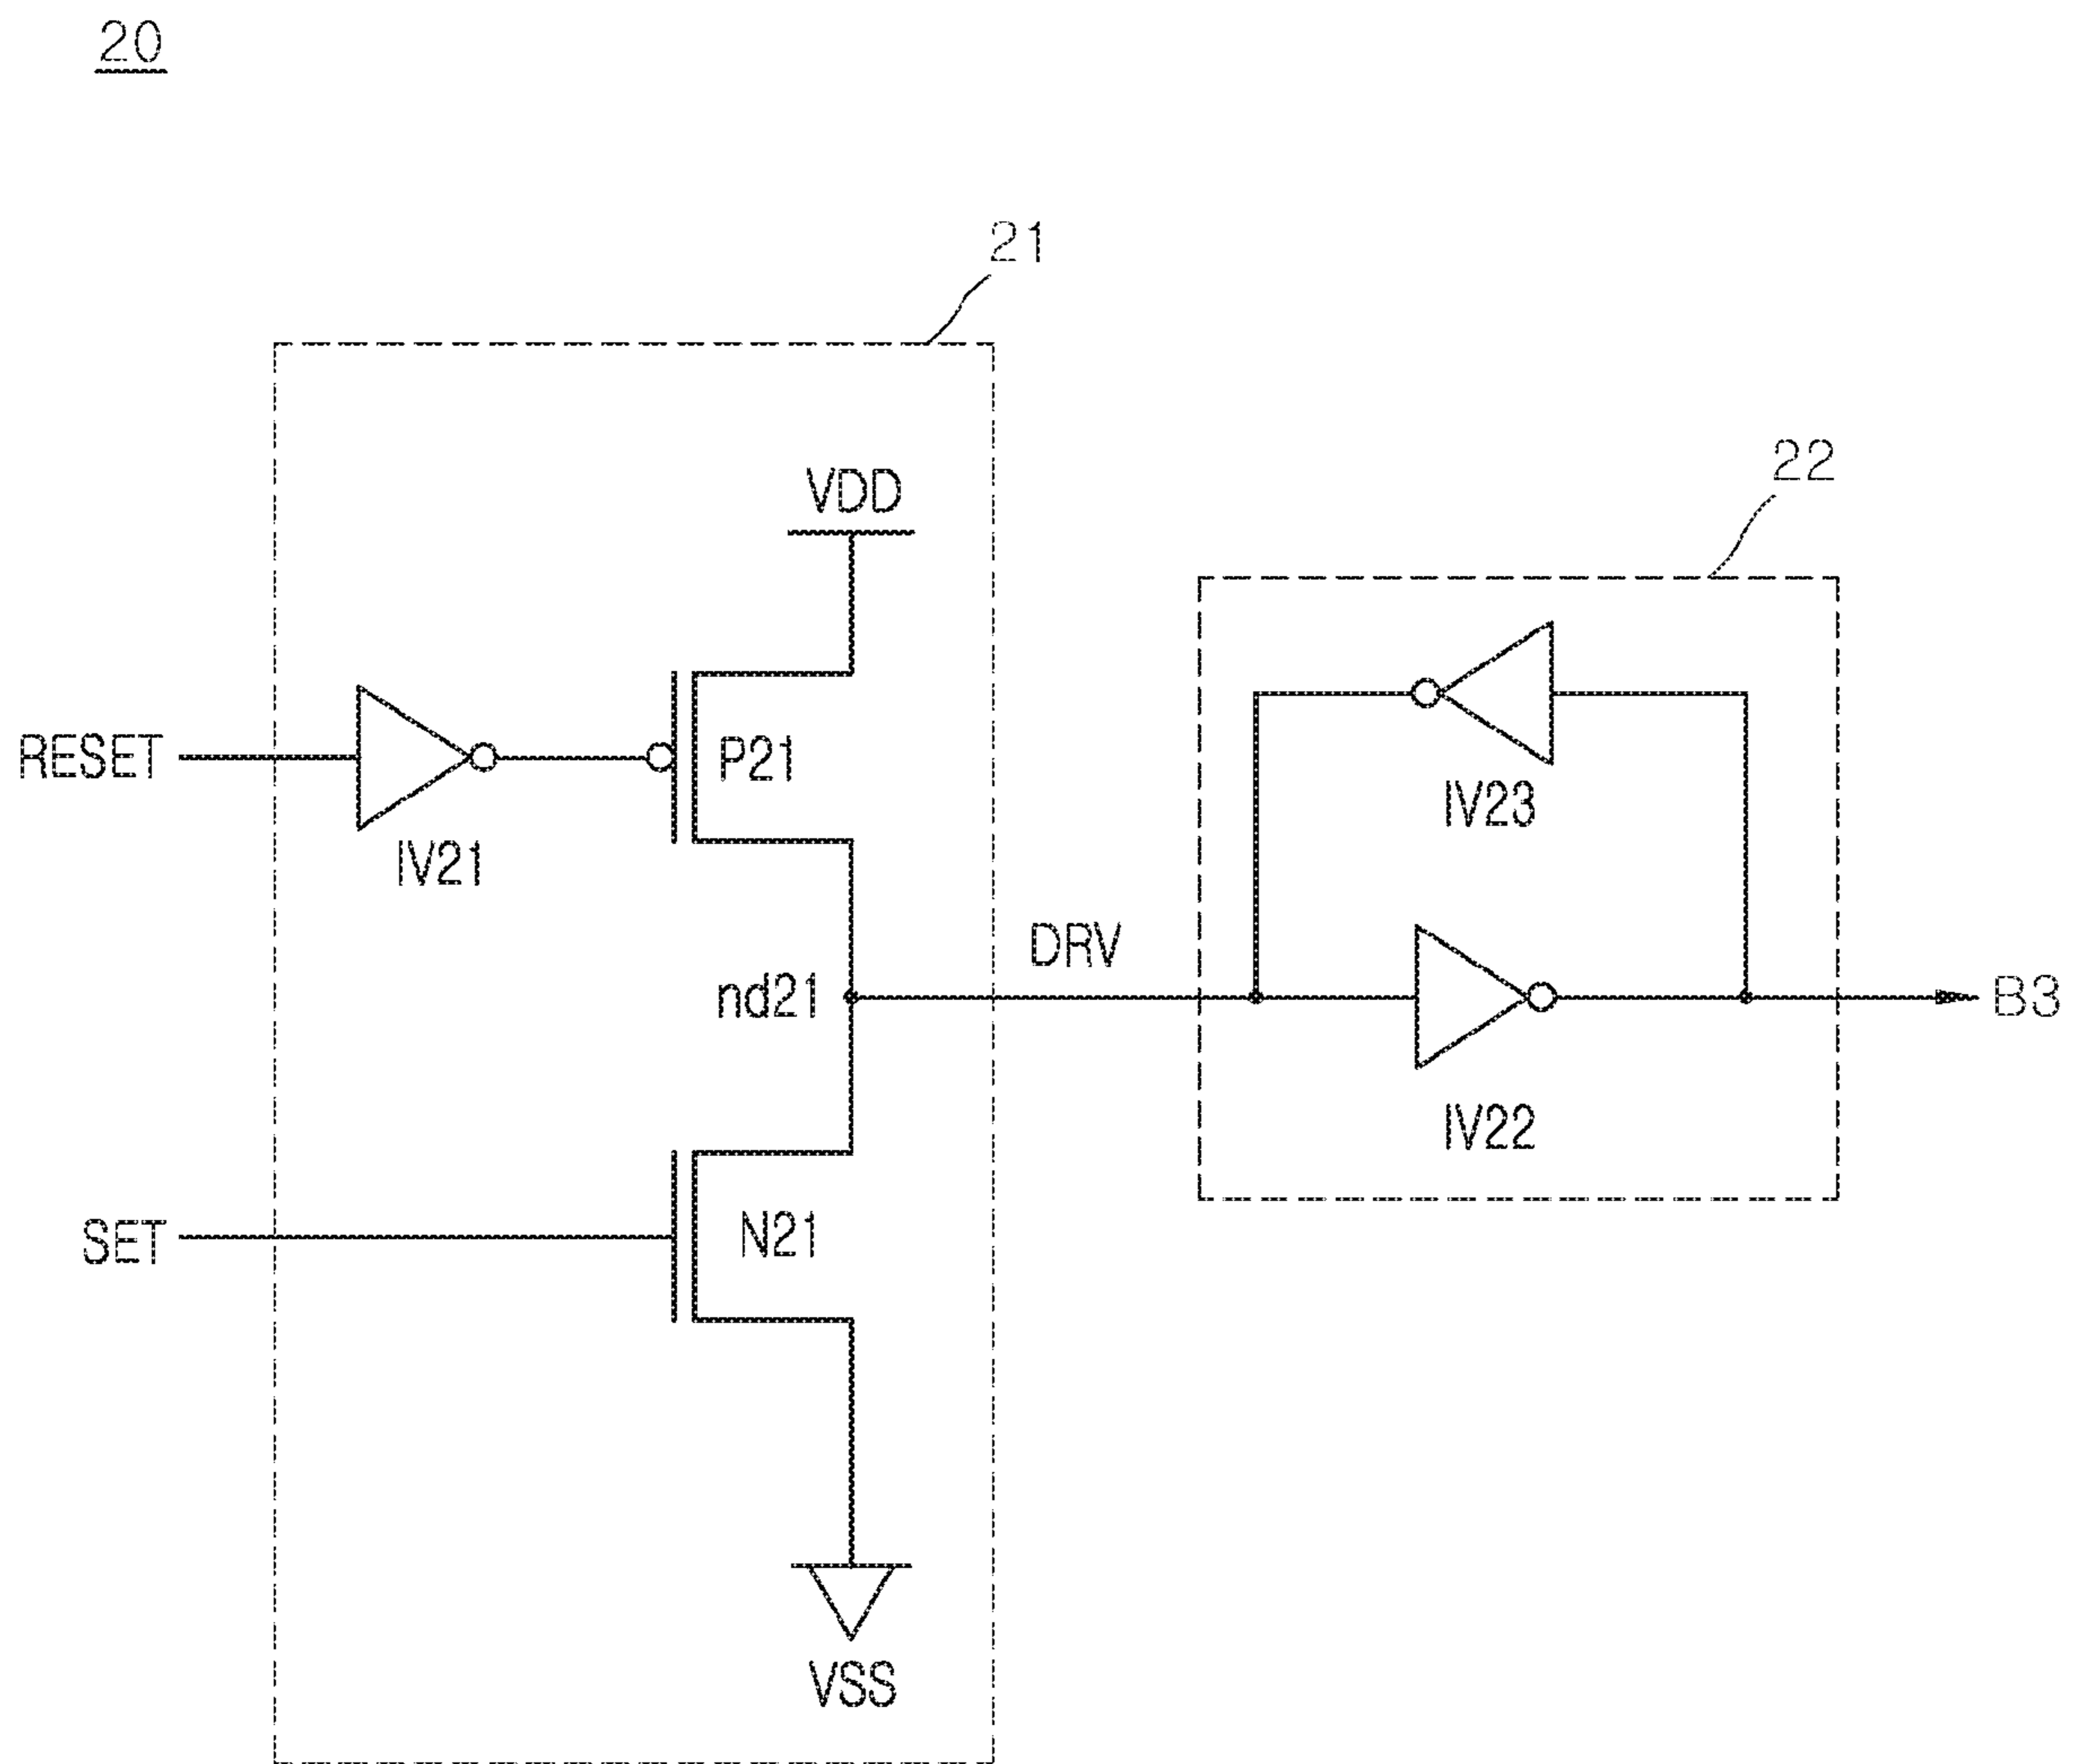 20
21
22
VDD
RESET
P21
IV21
IV23
DRV
nd21
B3
IV22
SET
N21
VSS